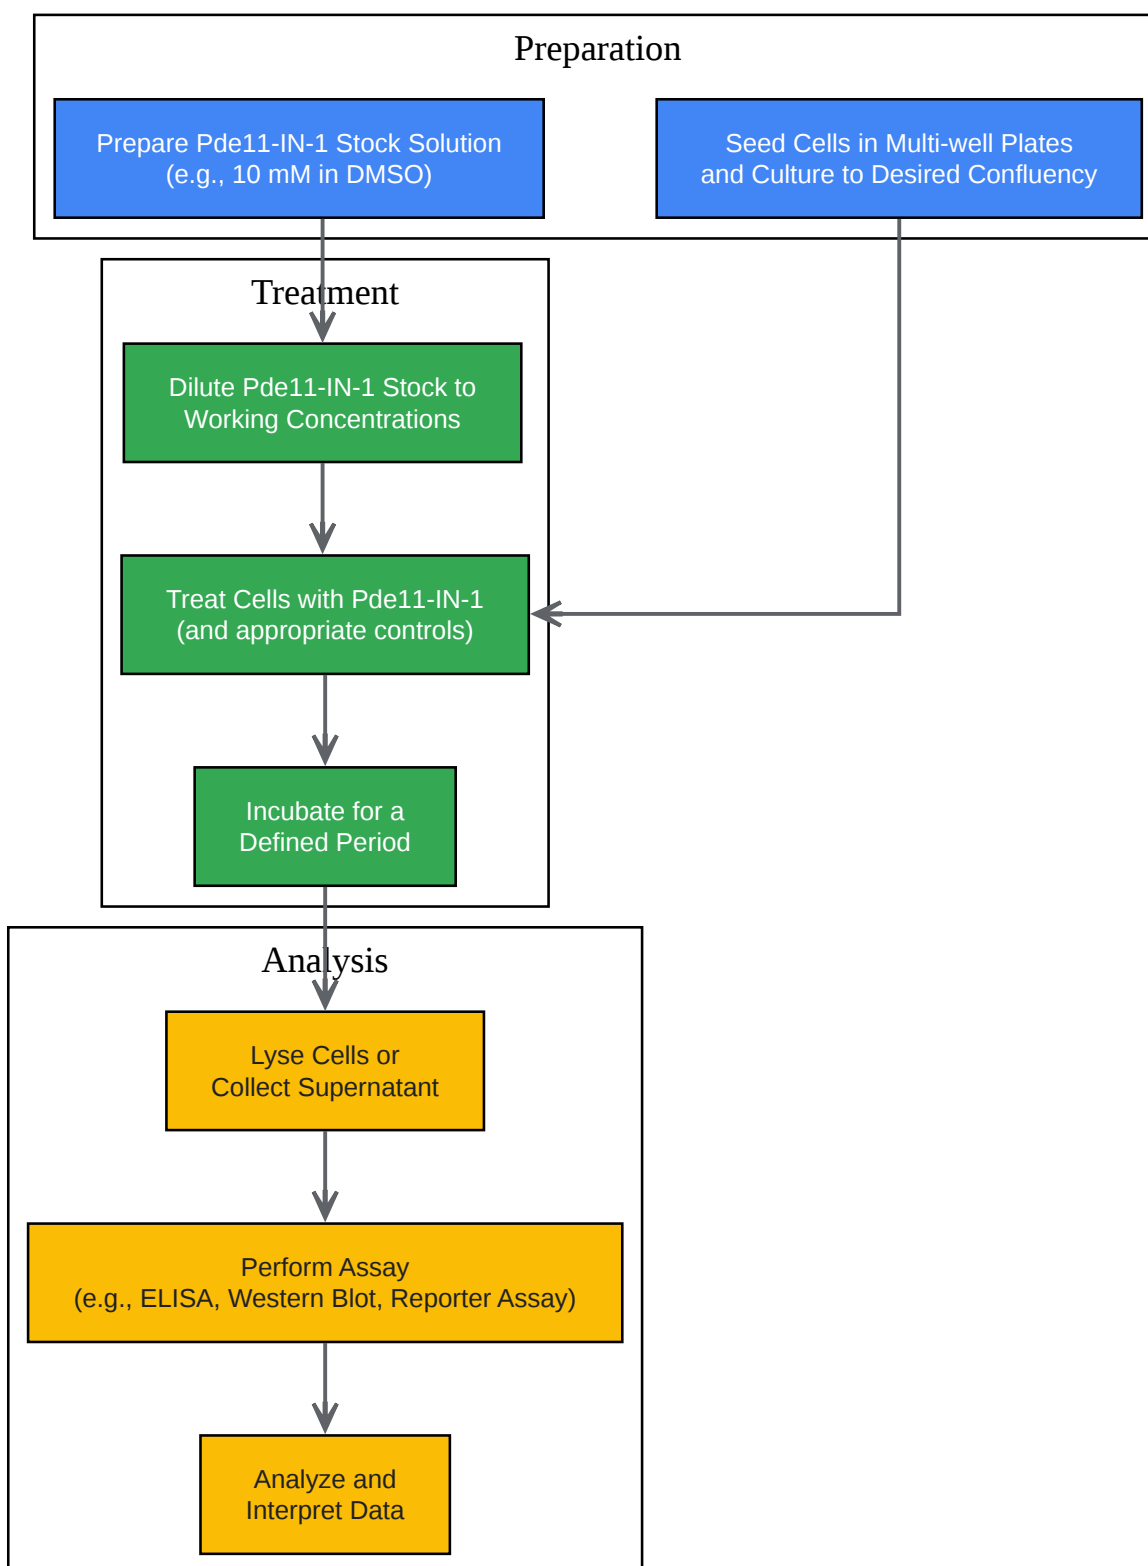 Preparation
Prepare Pde11-IN-1 Stock Solution
(e.g., 10 mM in DMSO)
Seed Cells in Multi-well Plates
and Culture to Desired Confluency
Treatment
Dilute Pde11-IN-1 Stock to
Working Concentrations
Treat Cells with Pde11-IN-1
(and appropriate controls)
Incubate for a
Defined Period
Analysis
Lyse Cells or
Collect Supernatant
Perform Assay
(e.g., ELISA, Western Blot, Reporter Assay)
Analyze and
Interpret Data